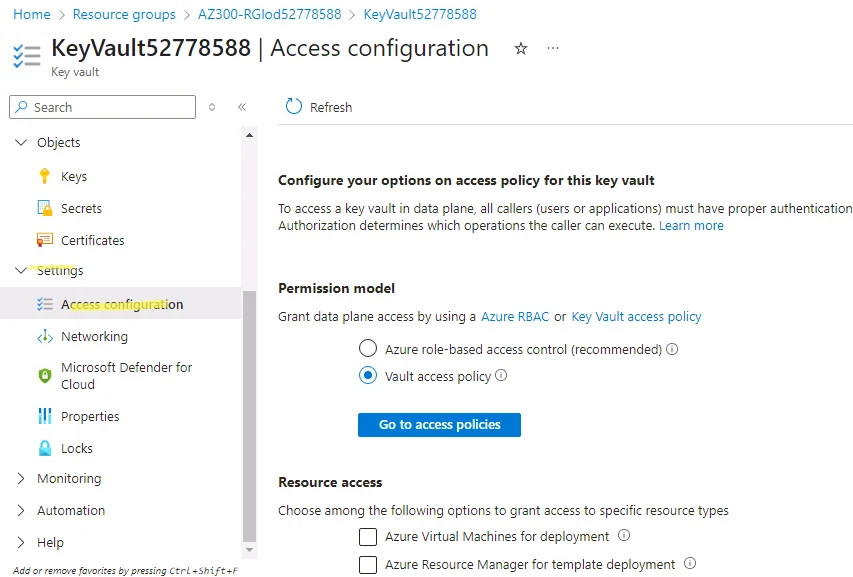 Home > Resource groups > AZ300-RGlod52778588 > KeyVault52778588
KeyVault52778588 | Access configuration
Key vault
Search
Refresh
Objects
Keys
Secrets
Certificates
Settings
Access configuration
Networking
Microsoft Defender for
Cloud
Properties
Locks
Monitoring
Automation
Help
Add or remove favorites by pressing Ctrl+Shift+F
Configure your options on access policy for this key vault
To access a key vault in data plane, all callers (users or applications) must have proper authentication
Authorization determines which operations the caller can execute. Learn more
Permission model
Grant data plane access by using a Azure RBAC or Key Vault access policy
Azure role-based access control (recommended)
Vault access policy
Go to access policies
Resource access
Choose among the following options to grant access to specific resource types
Azure Virtual Machines for deployment
Azure Resource Manager for template deployment